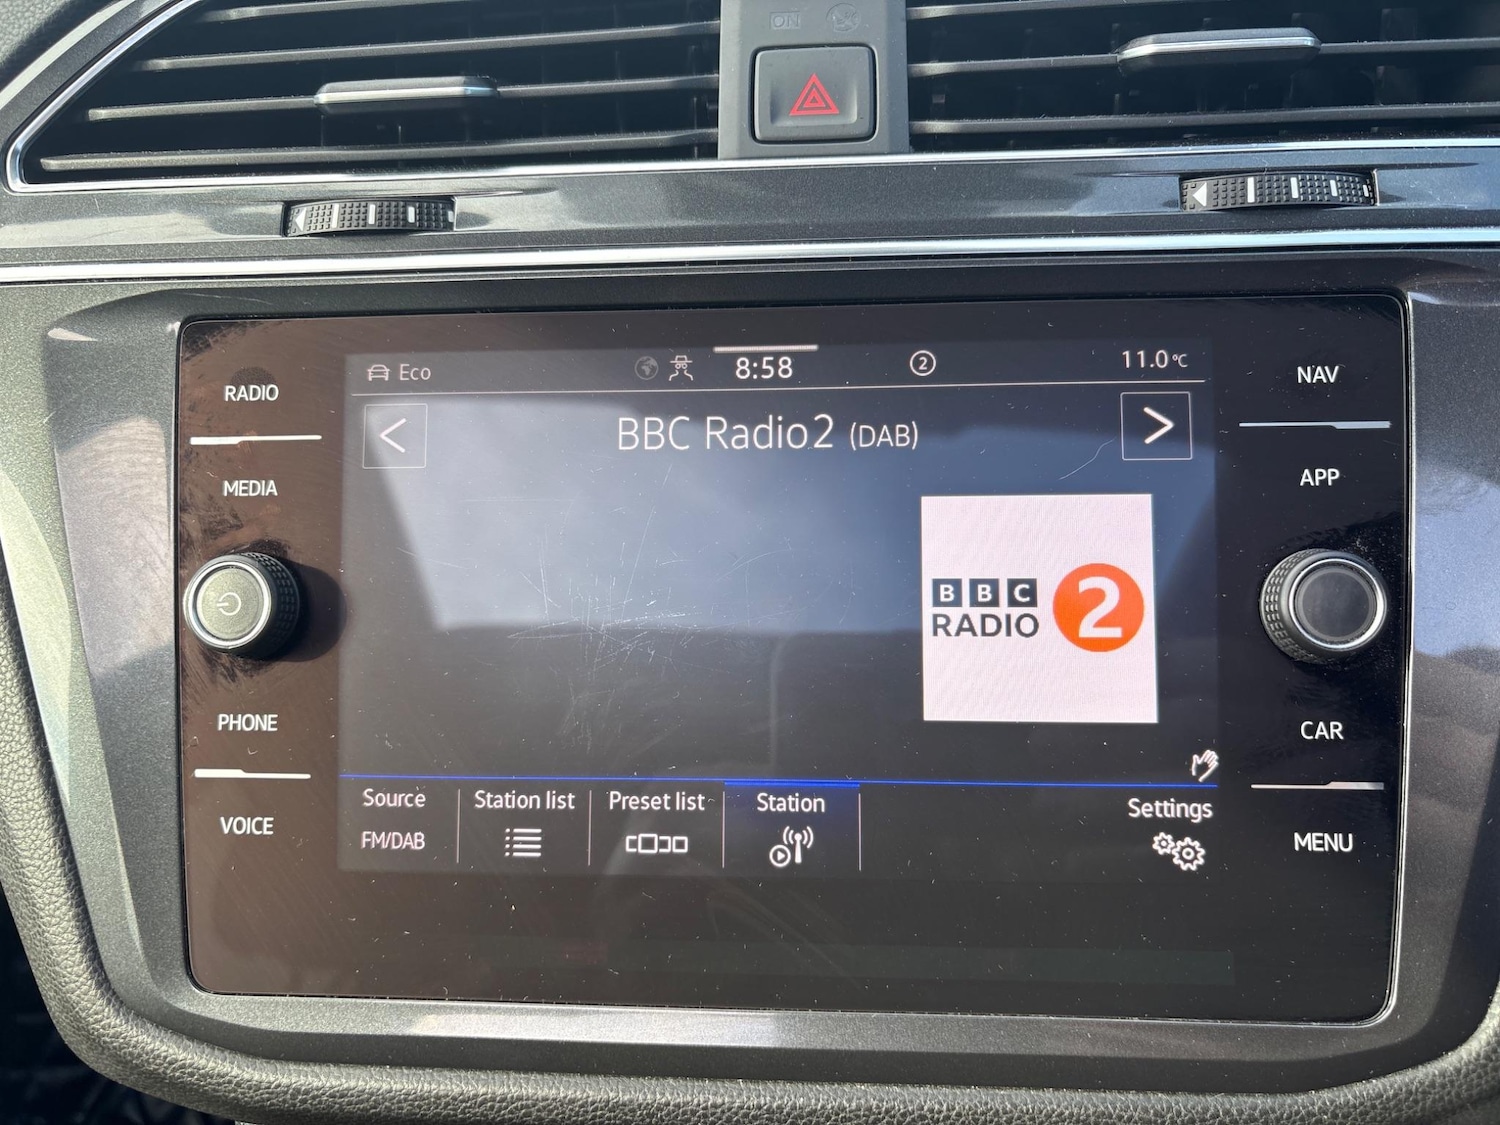 ON
RADIO
MEDIA
PHONE
VOICE
Eco
8:58
2
11.0°C
BBC Radio2 (DAB)
BBC
RADIO
2
Source
FM/DAB
Station list
Preset list
Station
Settings
NAV
APP
CAR
MENU